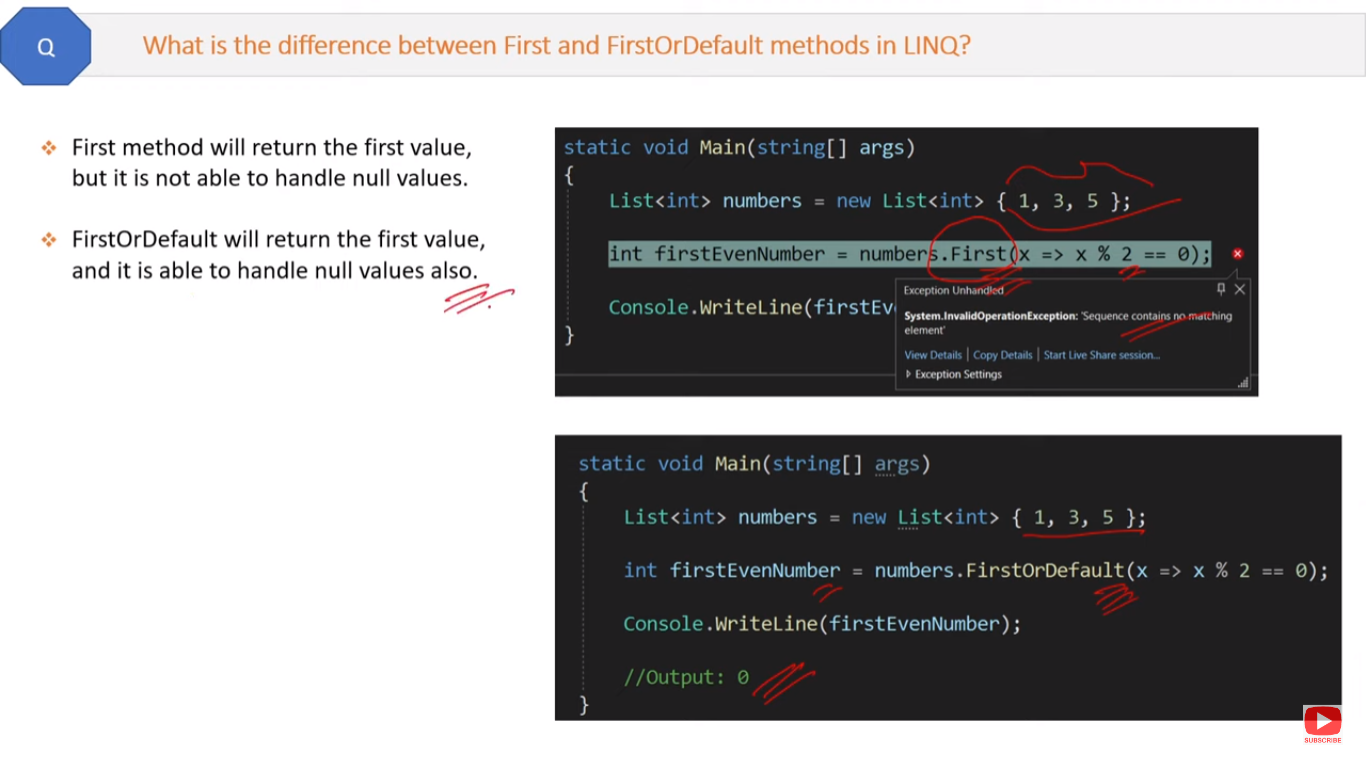 Q
What is the difference between First and FirstOrDefault methods in LINQ?
❖ First method will return the first value,
but it is not able to handle null values.
❖ FirstOrDefault will return the first value,
and it is able to handle null values also.
static void Main(string[] args)
{
List<int> numbers = new List<int> { 1, 3, 5 };
int firstEvenNumber = numbers.First(x => x % 2 == 0);
Exception Unhandled
System.InvalidOperationException: 'Sequence contains no matching
element'
View Details | Copy Details | Start Live Share session...
Exception Settings
Console.WriteLine(firstEv
}
static void Main(string[] args)
{
List<int> numbers = new List<int> { 1, 3, 5 };
int firstEvenNumber = numbers.FirstOrDefault(x => x % 2 == 0);
Console.WriteLine(firstEvenNumber);
//Output: 0
}
SUBSCRIBE